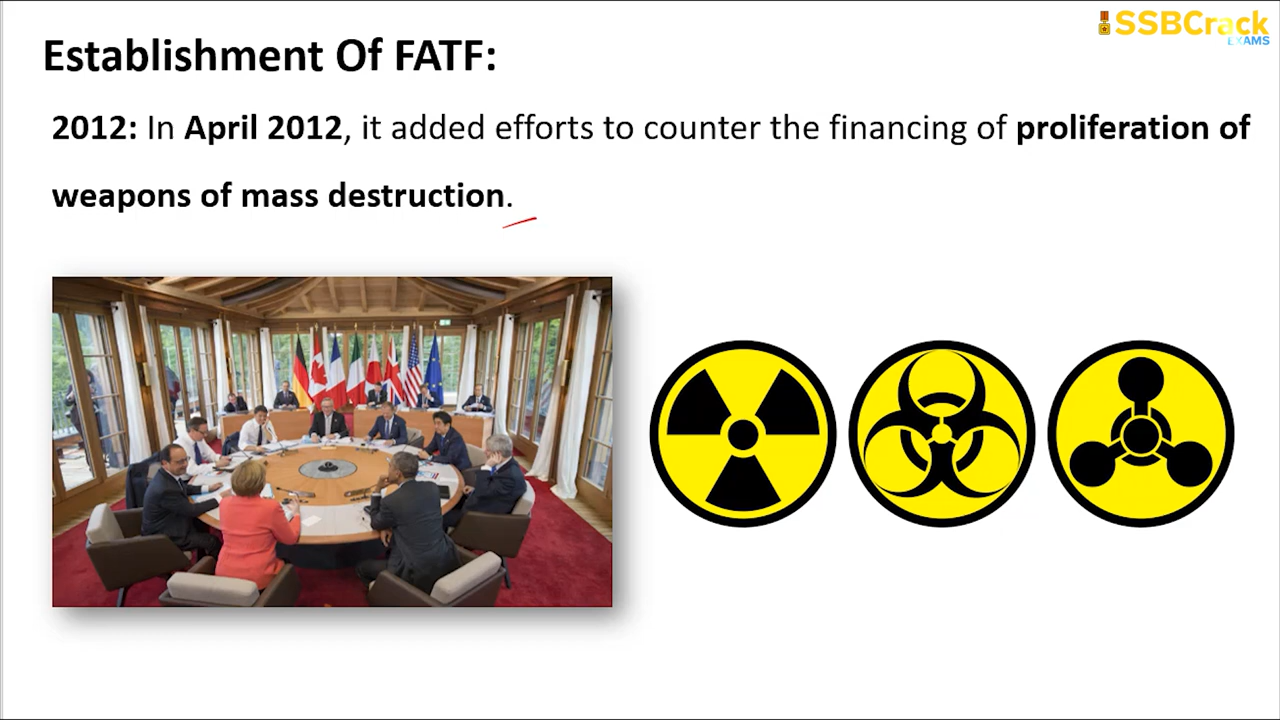 SSBCrack
EXAMS
Establishment Of FATF:
2012: In April 2012, it added efforts to counter the financing of proliferation of
weapons of mass destruction.